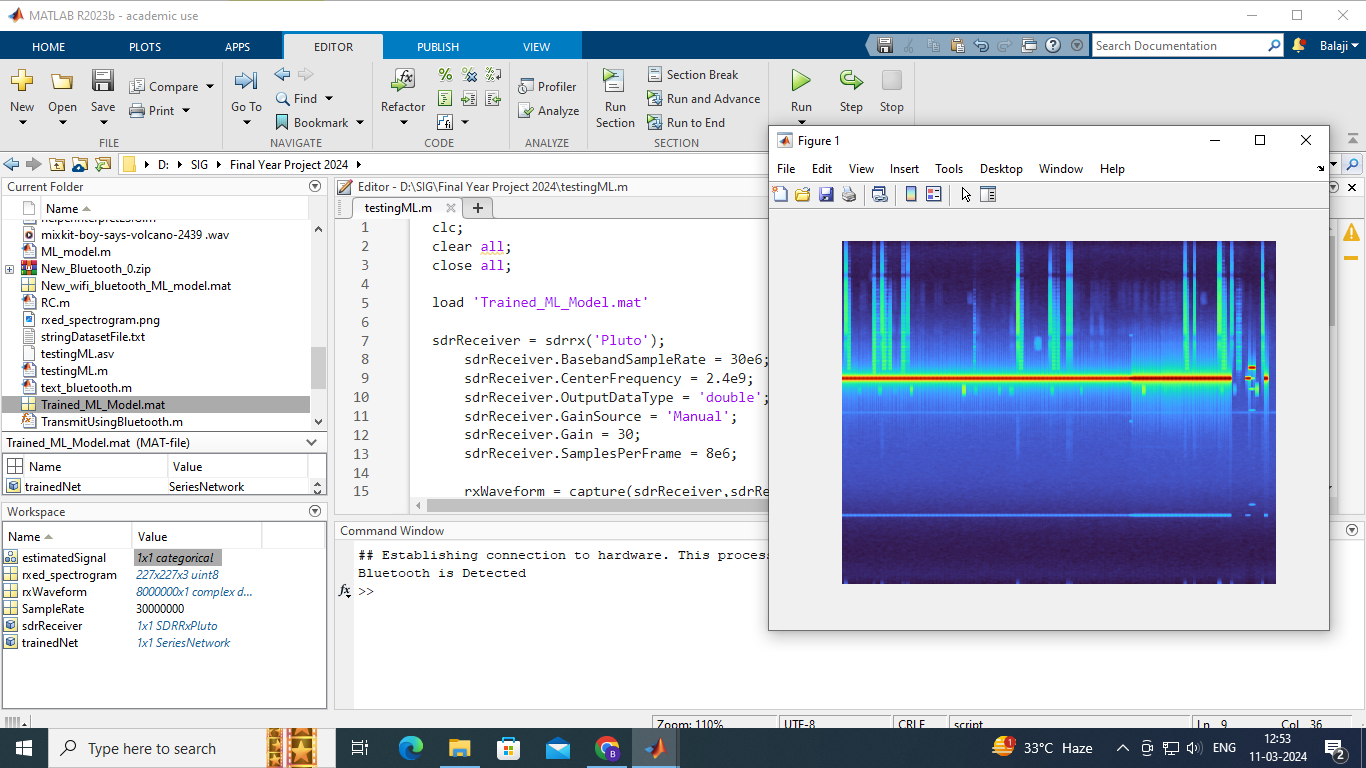 MATLAB R2023b - academic use
HOME PLOTS APPS EDITOR PUBLISH VIEW
Search Documentation
Balaji
New Open Save
Compare
Print
FILE
Go To
Find
Bookmark
NAVIGATE
Refactor
CODE
Profiler
Analyze
ANALYZE
Run Section
Section Break
Run and Advance
Run to End
SECTION
Run Step Stop
D: SIG Final Year Project 2024
Current Folder
Name
mixkit-boy-says-volcano-2439 .wav
ML_model.m
New_Bluetooth_0.zip
New_wifi_bluetooth_ML_model.mat
RC.m
rxed_spectrogram.png
stringDatasetFile.txt
testingML.asv
testingML.m
text_bluetooth.m
Trained_ML_Model.mat
TransmitUsingBluetooth.m
Trained_ML_Model.mat (MAT-file)
Name Value
trainedNet SeriesNetwork
Workspace
Name Value
estimatedSignal 1x1 categorical
rxed_spectrogram 227x227x3 uint8
rxWaveform 8000000x1 complex d...
SampleRate 30000000
sdrReceiver 1x1 SDRRxPluto
trainedNet 1x1 SeriesNetwork
Editor - D:\SIG\Final Year Project 2024\testingML.m
testingML.m
1 clc;
2 clear all;
3 close all;
4
5 load 'Trained_ML_Model.mat'
6
7 sdrReceiver = sdrrx('Pluto');
8 sdrReceiver.BasebandSampleRate = 30e6;
9 sdrReceiver.CenterFrequency = 2.4e9;
10 sdrReceiver.OutputDataType = 'double';
11 sdrReceiver.GainSource = 'Manual';
12 sdrReceiver.Gain = 30;
13 sdrReceiver.SamplesPerFrame = 8e6;
14
15 rxWaveform = capture(sdrReceiver,sdrRe
Command Window
## Establishing connection to hardware. This process
Bluetooth is Detected
fx >>
Figure 1
File Edit View Insert Tools Desktop Window Help
Zoom: 110% UTF-8 CRLF script Ln 9 Col 36
Type here to search
33°C Haze
ENG
12:53
11-03-2024
2